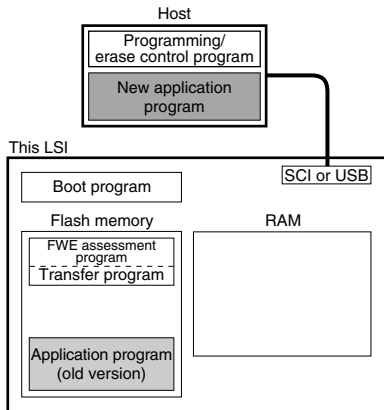 Host
Programming/
erase control program
New application
program
This LSI
SCI or USB
Boot program
Flash memory
RAM
FWE assessment
program
Transfer program
Application program
(old version)